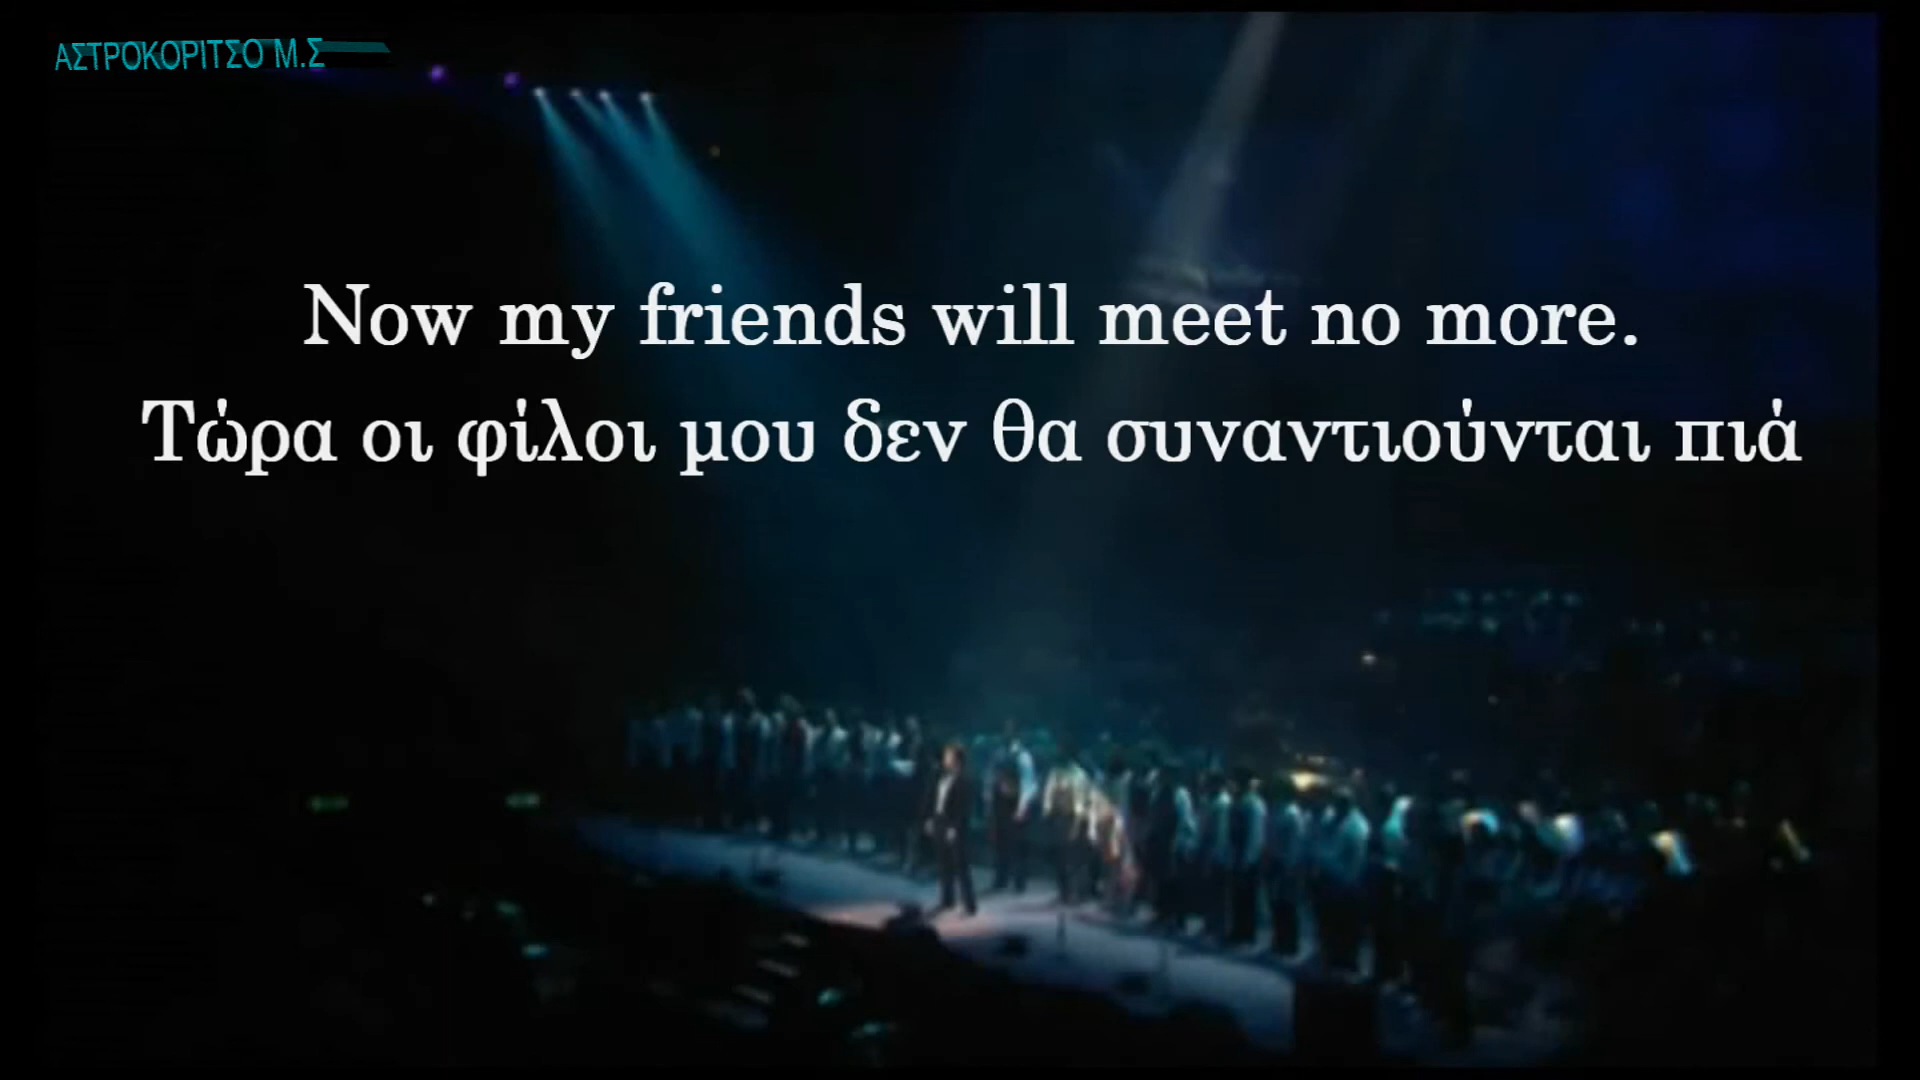 ΑΣΤΡΟΚΟΡΙΤΣΟ Μ.Σ
Now my friends will meet no more.
Τώρα οι φίλοι μου δεν θα συναντιούνται πιά